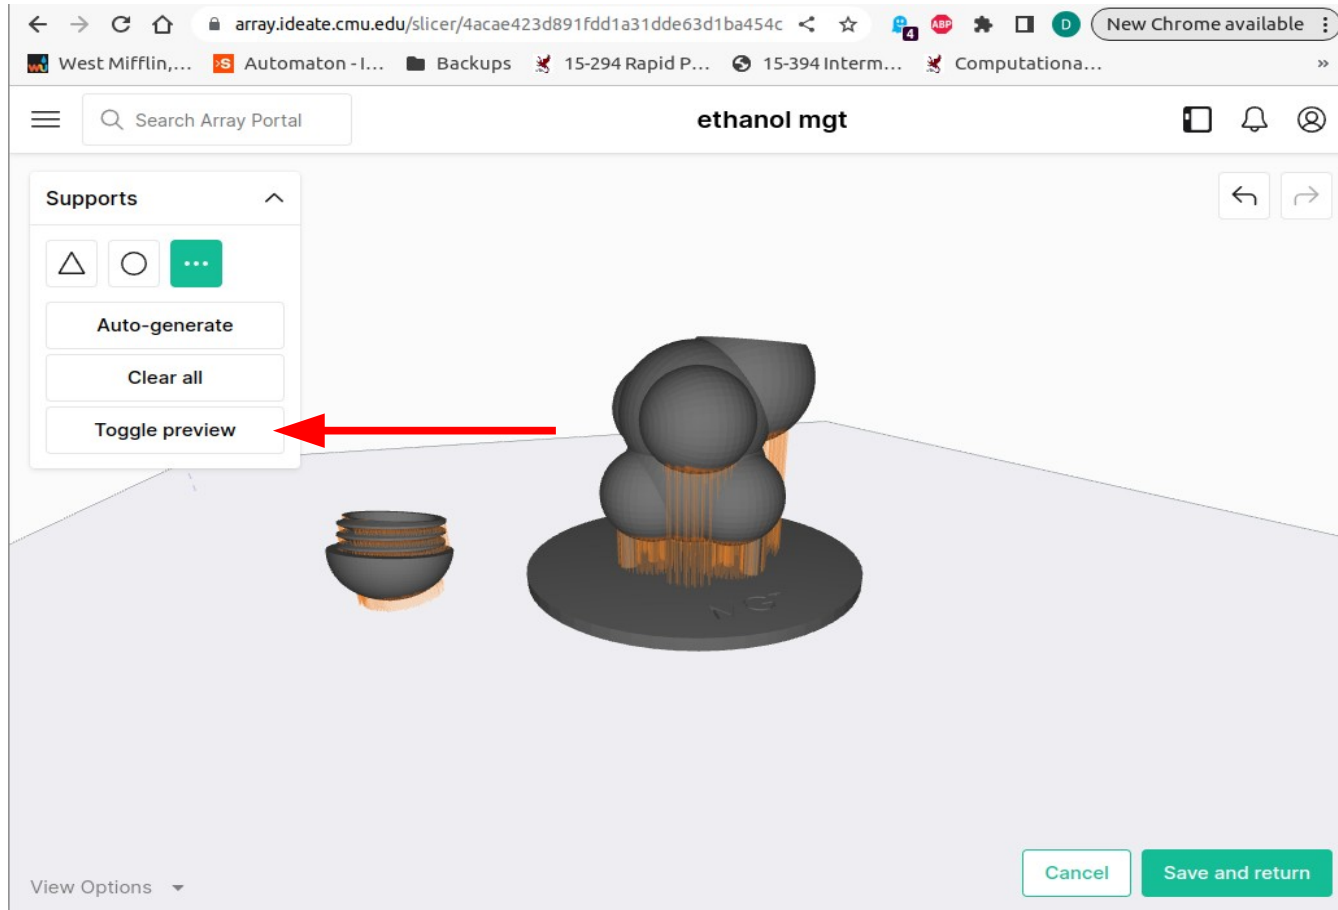 array.ideate.cmu.edu/slicer/4acae423d891fdd1a31dde63d1ba454c
ABP
4
D
New Chrome available
West Mifflin,...
Automaton - I...
Backups
15-294 Rapid P...
15-394 Interm...
Computationa...
»
Search Array Portal
ethanol mgt
Supports
Auto-generate
Clear all
Toggle preview
View Options
Cancel
Save and return